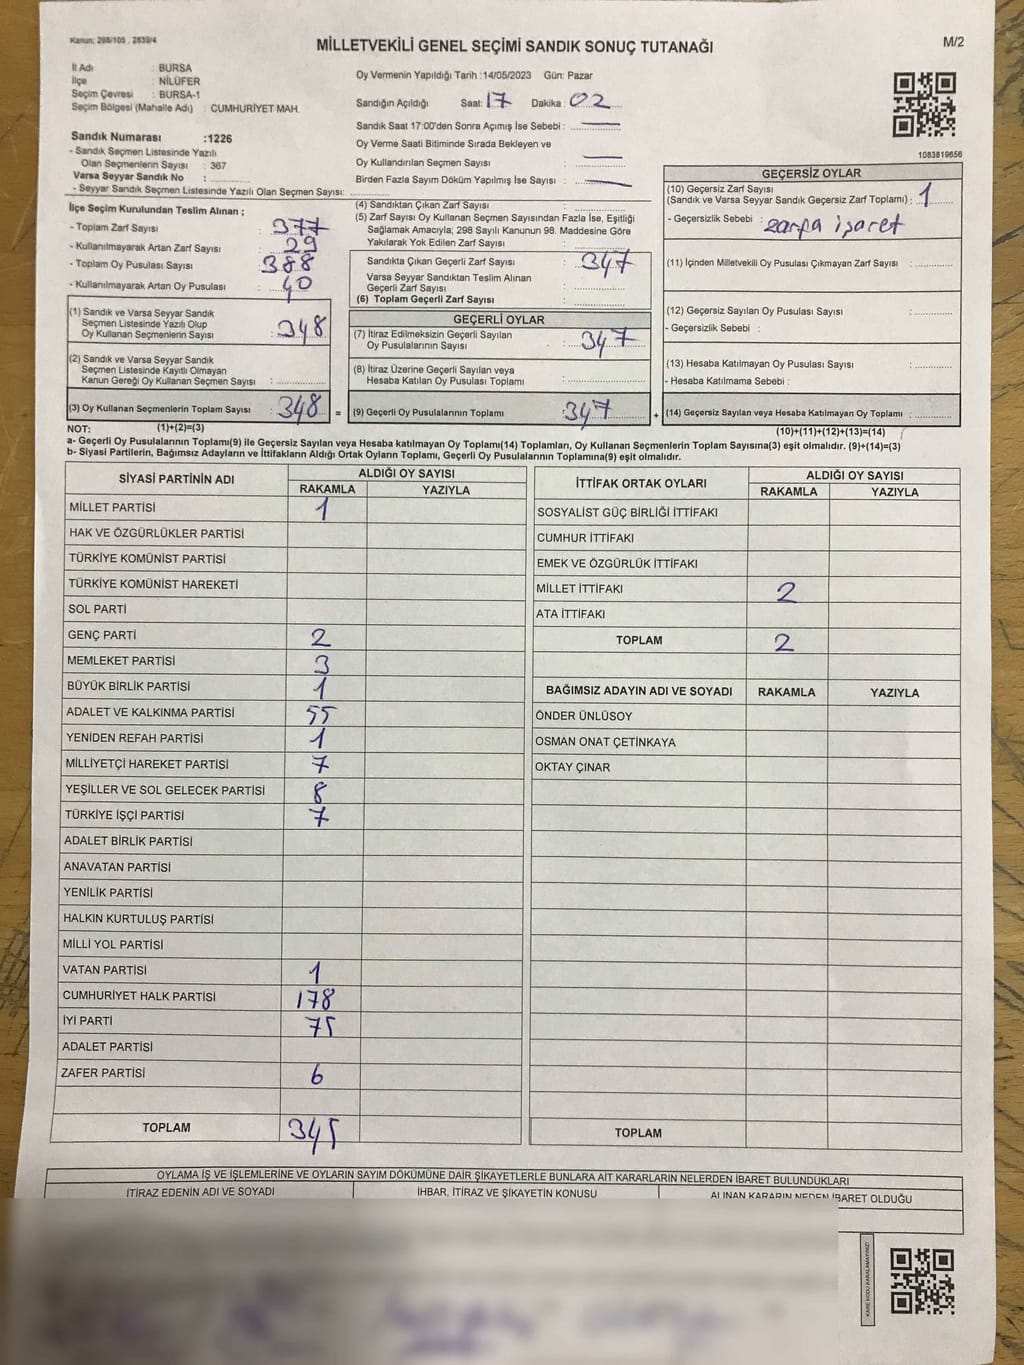 Kanun: 298/105 , 2839/4
MİLLETVEKİLİ GENEL SEÇİMİ SANDIK SONUÇ TUTANAĞI
M/2
İl Adı : BURSA
İlçe : NİLÜFER
Seçim Çevresi : BURSA-1
Seçim Bölgesi (Mahalle Adı) : CUMHURİYET MAH.
Sandık Numarası :1226
- Sandık Seçmen Listesinde Yazılı
Olan Seçmenlerin Sayısı : 367
Varsa Seyyar Sandık No :
- Seyyar Sandık Seçmen Listesinde Yazılı Olan Seçmen Sayısı:
Oy Vermenin Yapıldığı Tarih :14/05/2023 Gün: Pazar
Sandığın Açıldığı Saat: 17 Dakika : 02
Sandık Saat 17:00'den Sonra Açımış İse Sebebi :
Oy Verme Saati Bitiminde Sırada Bekleyen ve
Oy Kullandırılan Seçmen Sayısı :
Birden Fazla Sayım Döküm Yapılmış İse Sayısı :
1083819656
İlçe Seçim Kurulundan Teslim Alınan ;
- Toplam Zarf Sayısı : 377
- Kullanılmayarak Artan Zarf Sayısı : 29
- Toplam Oy Pusulası Sayısı : 388
- Kullanılmayarak Artan Oy Pusulası : 40
(1) Sandık ve Varsa Seyyar Sandık
Seçmen Listesinde Yazılı Olup
Oy Kullanan Seçmenlerin Sayısı : 348
(2) Sandık ve Varsa Seyyar Sandık
Seçmen Listesinde Kayıtlı Olmayan
Kanun Gereği Oy Kullanan Seçmen Sayısı :
(3) Oy Kullanan Seçmenlerin Toplam Sayısı : 348 =
(4) Sandıktan Çıkan Zarf Sayısı :
(5) Zarf Sayısı Oy Kullanan Seçmen Sayısından Fazla İse, Eşitliği
Sağlamak Amacıyla; 298 Sayılı Kanunun 98. Maddesine Göre
Yakılarak Yok Edilen Zarf Sayısı :
Sandıkta Çıkan Geçerli Zarf Sayısı : 347
Varsa Seyyar Sandıktan Teslim Alınan
Geçerli Zarf Sayısı :
(6) Toplam Geçerli Zarf Sayısı :
GEÇERLİ OYLAR
(7) İtiraz Edilmeksizin Geçerli Sayılan
Oy Pusulalarının Sayısı : 347
(8) İtiraz Üzerine Geçerli Sayılan veya
Hesaba Katılan Oy Pusulası Toplamı :
(9) Geçerli Oy Pusulalarının Toplamı : 347 +
GEÇERSİZ OYLAR
(10) Geçersiz Zarf Sayısı
(Sandık ve Varsa Seyyar Sandık Geçersiz Zarf Toplamı) : 1
- Geçersizlik Sebebi : zarfa işaret
(11) İçinden Milletvekili Oy Pusulası Çıkmayan Zarf Sayısı :
(12) Geçersiz Sayılan Oy Pusulası Sayısı :
- Geçersizlik Sebebi :
(13) Hesaba Katılmayan Oy Pusulası Sayısı :
- Hesaba Katılmama Sebebi :
(14) Geçersiz Sayılan veya Hesaba Katılmayan Oy Toplamı :
NOT: (1)+(2)=(3)
(10)+(11)+(12)+(13)=(14)
a- Geçerli Oy Pusulalarının Toplamı(9) ile Geçersiz Sayılan veya Hesaba katılmayan Oy Toplamı(14) Toplamları, Oy Kullanan Seçmenlerin Toplam Sayısına(3) eşit olmalıdır. (9)+(14)=(3)
b- Siyasi Partilerin, Bağımsız Adayların ve İttifakların Aldığı Ortak Oyların Toplamı, Geçerli Oy Pusulalarının Toplamına(9) eşit olmalıdır.
SİYASİ PARTİNİN ADI ALDIĞI OY SAYISI
RAKAMLA YAZIYLA
MİLLET PARTİSİ 1
HAK VE ÖZGÜRLÜKLER PARTİSİ
TÜRKİYE KOMÜNİST PARTİSİ
TÜRKİYE KOMÜNİST HAREKETİ
SOL PARTİ
GENÇ PARTİ 2
MEMLEKET PARTİSİ 3
BÜYÜK BİRLİK PARTİSİ 1
ADALET VE KALKINMA PARTİSİ 55
YENİDEN REFAH PARTİSİ 1
MİLLİYETÇİ HAREKET PARTİSİ 7
YEŞİLLER VE SOL GELECEK PARTİSİ 8
TÜRKİYE İŞÇİ PARTİSİ 7
ADALET BİRLİK PARTİSİ
ANAVATAN PARTİSİ
YENİLİK PARTİSİ
HALKIN KURTULUŞ PARTİSİ
MİLLİ YOL PARTİSİ
VATAN PARTİSİ 1
CUMHURİYET HALK PARTİSİ 178
İYİ PARTİ 75
ADALET PARTİSİ
ZAFER PARTİSİ 6
TOPLAM 345
İTTİFAK ORTAK OYLARI ALDIĞI OY SAYISI
RAKAMLA YAZIYLA
SOSYALİST GÜÇ BİRLİĞİ İTTİFAKI
CUMHUR İTTİFAKI
EMEK VE ÖZGÜRLÜK İTTİFAKI
MİLLET İTTİFAKI 2
ATA İTTİFAKI
TOPLAM 2
BAĞIMSIZ ADAYIN ADI VE SOYADI RAKAMLA YAZIYLA
ÖNDER ÜNLÜSOY
OSMAN ONAT ÇETİNKAYA
OKTAY ÇINAR
TOPLAM
OYLAMA İŞ VE İŞLEMLERİNE VE OYLARIN SAYIM DÖKÜMÜNE DAİR ŞİKAYETLERLE BUNLARA AİT KARARLARIN NELERDEN İBARET BULUNDUKLARI
İTİRAZ EDENİN ADI VE SOYADI İHBAR, İTİRAZ VE ŞİKAYETİN KONUSU ALINAN KARARIN NEDEN İBARET OLDUĞU
KARE KODU KARALAMAYINIZ!